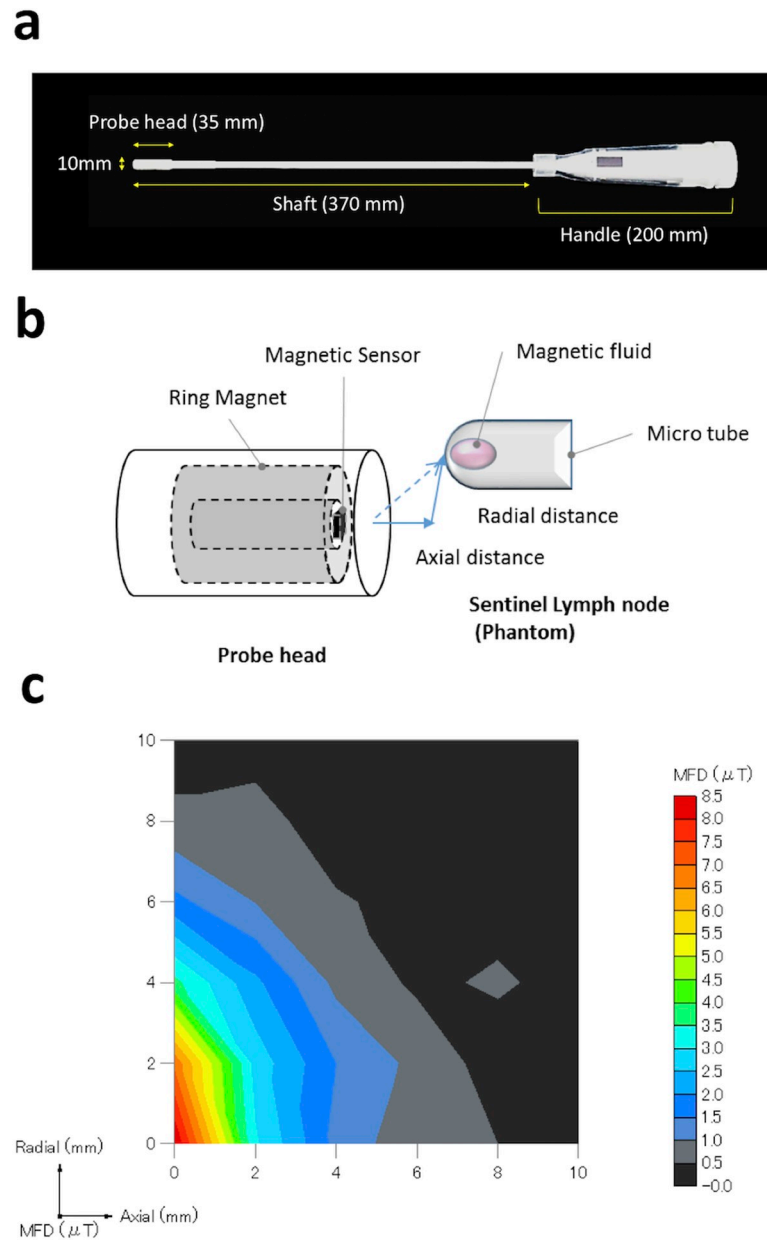 a
Probe head (35 mm)
10mm
Shaft (370 mm)
Handle (200 mm)
b
Magnetic Sensor
Magnetic fluid
Ring Magnet
Micro tube
Radial distance
Axial distance
Sentinel Lymph node
(Phantom)
Probe head
c
10
8
6
4
2
0
0 2 4 6 8 10
Radial (mm)
Axial (mm)
MFD (μT)
MFD (μT)
8.5
8.0
7.5
7.0
6.5
6.0
5.5
5.0
4.5
4.0
3.5
3.0
2.5
2.0
1.5
1.0
0.5
-0.0